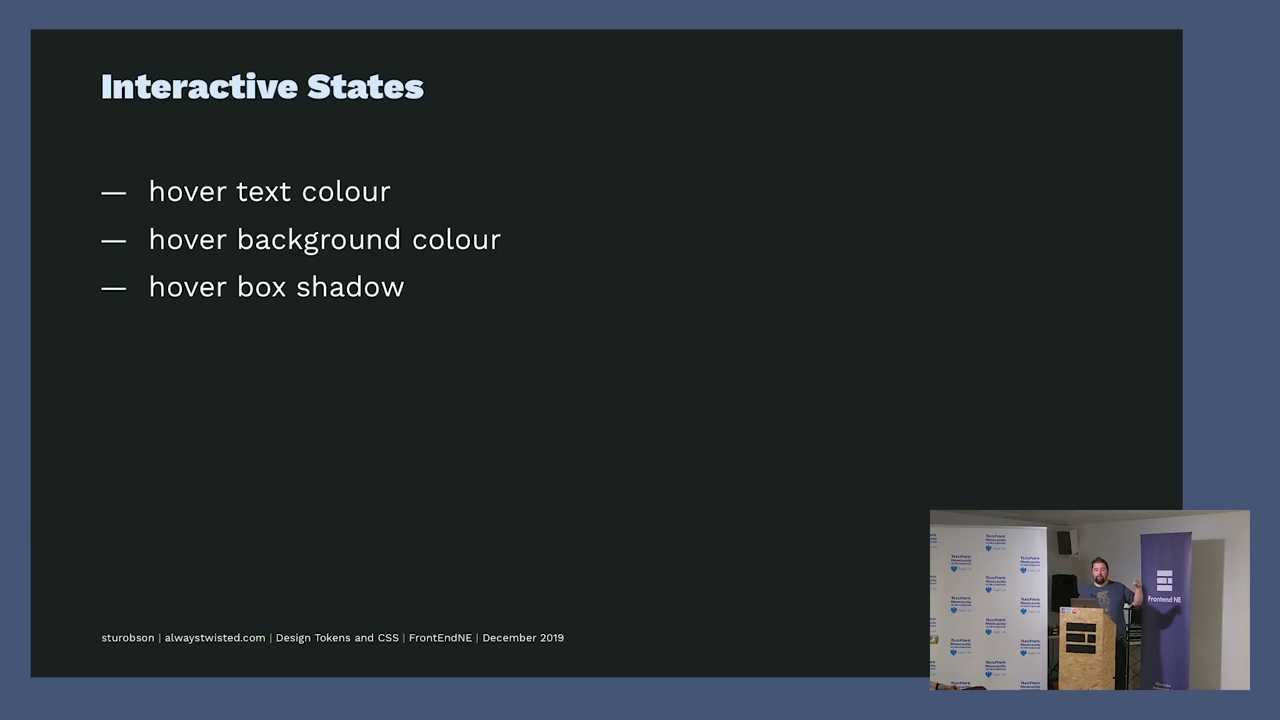 Interactive States
— hover text colour
— hover background colour
— hover box shadow
sturobson | alwaystwisted.com | Design Tokens and CSS | FrontEndNE | December 2019
Frontend NE